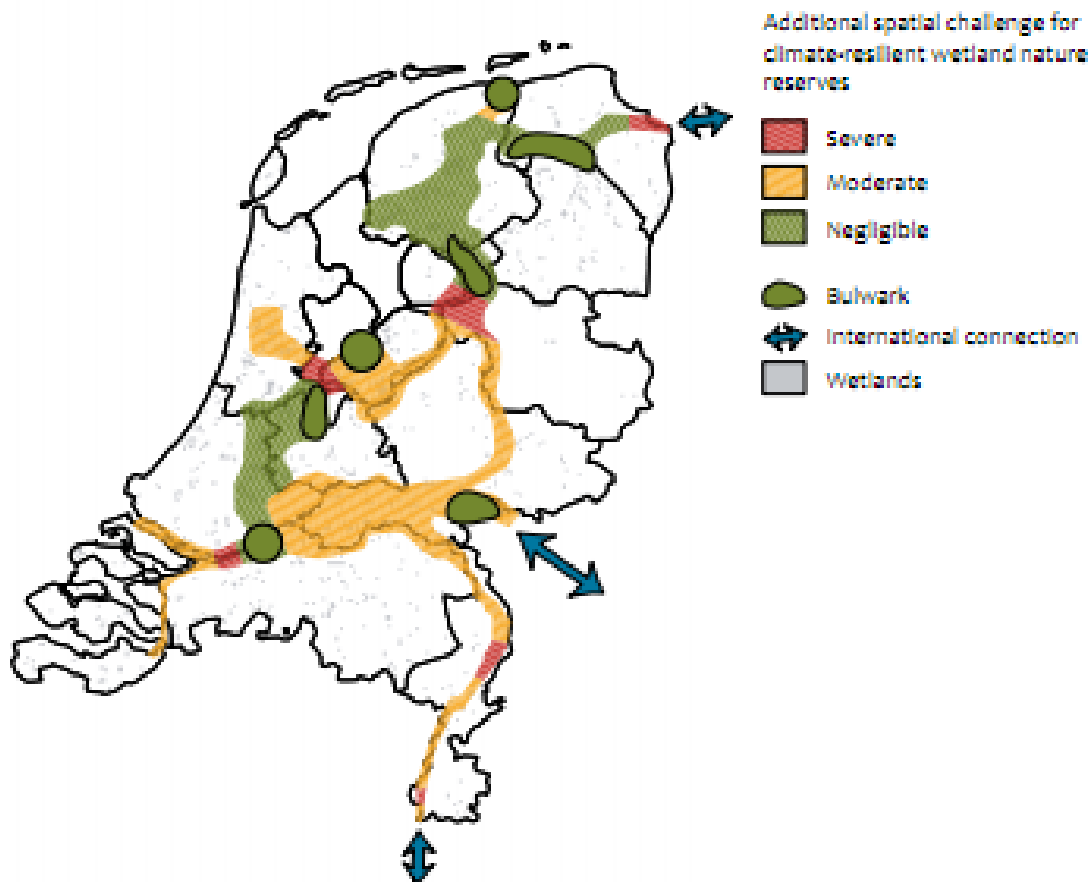 Additional spatial challenge for
climate-resilient wetland nature
reserves
Severe
Moderate
Negligible
Bulwark
International connection
Wetlands